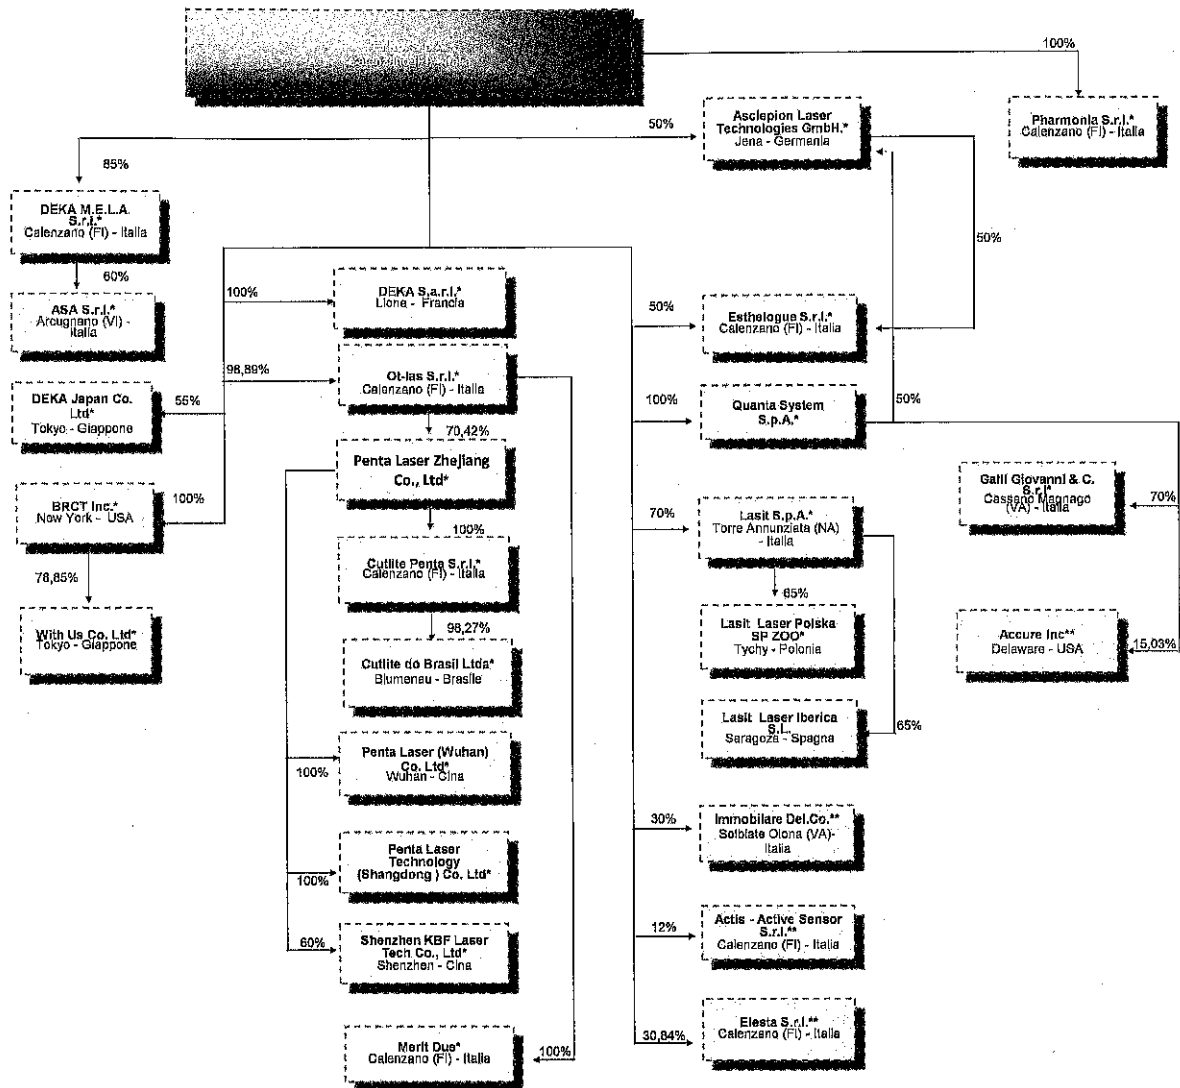 100%
Asclepion Laser
Technologies GmbH.*
Jena - Germania
50%
Pharmonia S.r.l.*
Calenzano (FI) - Italia
85%
DEKA M.E.L.A.
S.r.l.*
Calenzano (FI) - Italia
50%
60%
ASA S.r.l.*
Arcugnano (VI) -
Italia
100%
DEKA S.a.r.l.*
Lione - Francia
50%
Esthelogue S.r.l.*
Calenzano (FI) - Italia
98,89%
Ot-las S.r.l.*
Calenzano (FI) - Italia
DEKA Japan Co.
Ltd*
Tokyo - Giappone
55%
100%
Quanta System
S.p.A.*
50%
70,42%
Penta Laser Zhejiang
Co., Ltd*
Galli Giovanni & C.
S.r.l*
Cassano Magnago
(VA) - Italia
70%
BRCT Inc.*
New York - USA
100%
70%
Lasit S.p.A.*
Torre Annunziata (NA)
- Italia
100%
Cutlite Penta S.r.l.*
Calenzano (FI) - Italia
78,85%
65%
With Us Co. Ltd*
Tokyo - Giappone
98,27%
Lasit Laser Polska
SP ZOO*
Tychy - Polonia
Accure Inc**
Delaware - USA
15,03%
Cutlite do Brasil Ltda*
Blumenau - Brasile
Lasit Laser Iberica
S.L.
Saragoza - Spagna
65%
Penta Laser (Wuhan)
Co. Ltd*
Wuhan - Cina
100%
30%
Immobilare Del.Co.**
Solbiate Olona (VA)-
Italia
Penta Laser
Technology
(Shangdong ) Co. Ltd*
100%
12%
Actis - Active Sensor
S.r.l.**
Calenzano (FI) - Italia
60%
Shenzhen KBF Laser
Tech Co., Ltd*
Shenzhen - Cina
30,84%
Elesta S.r.l.**
Calenzano (FI) - Italia
Merit Due*
Calenzano (FI) - Italia
100%